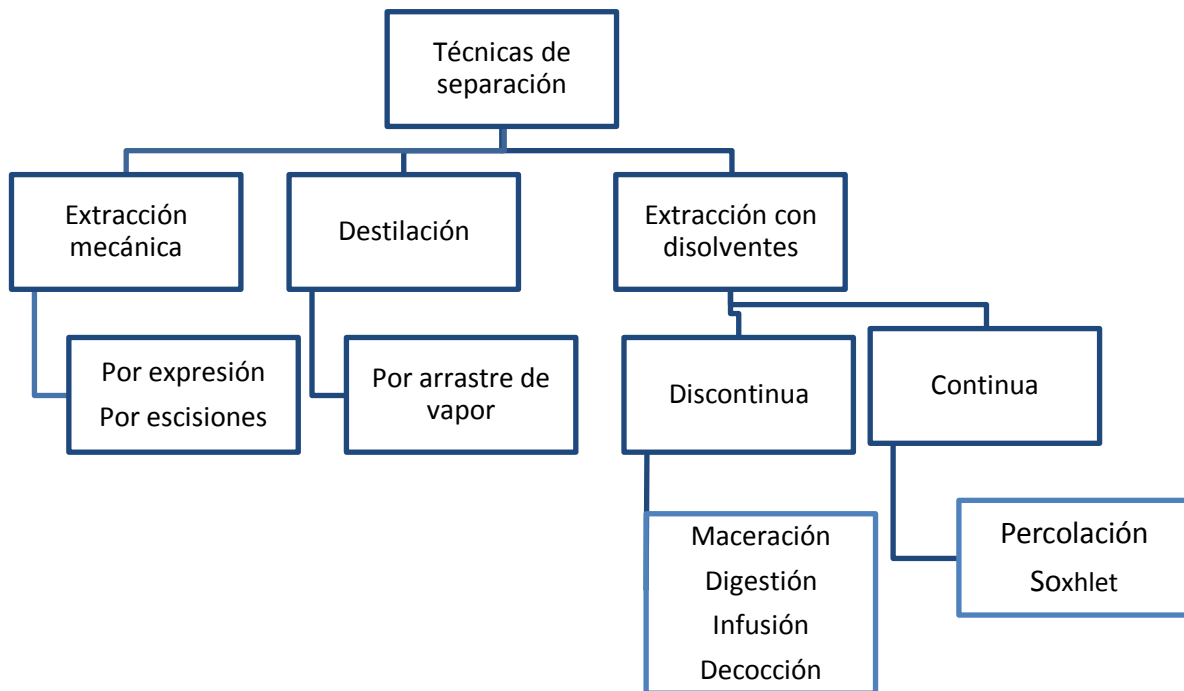 Técnicas de
separación
Extracción
mecánica
Destilación
Extracción con
disolventes
Por expresión
Por escisiones
Por arrastre de
vapor
Discontinua
Continua
Maceración
Digestión
Infusión
Decocción
Percolación
Soxhlet